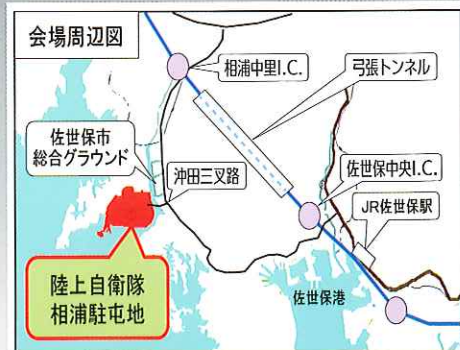 会場周辺図
相浦中里I.C.
弓張トンネル
佐世保市
総合グラウンド
沖田三叉路
佐世保中央I.C.
JR佐世保駅
陸上自衛隊
相浦駐屯地
佐世保港